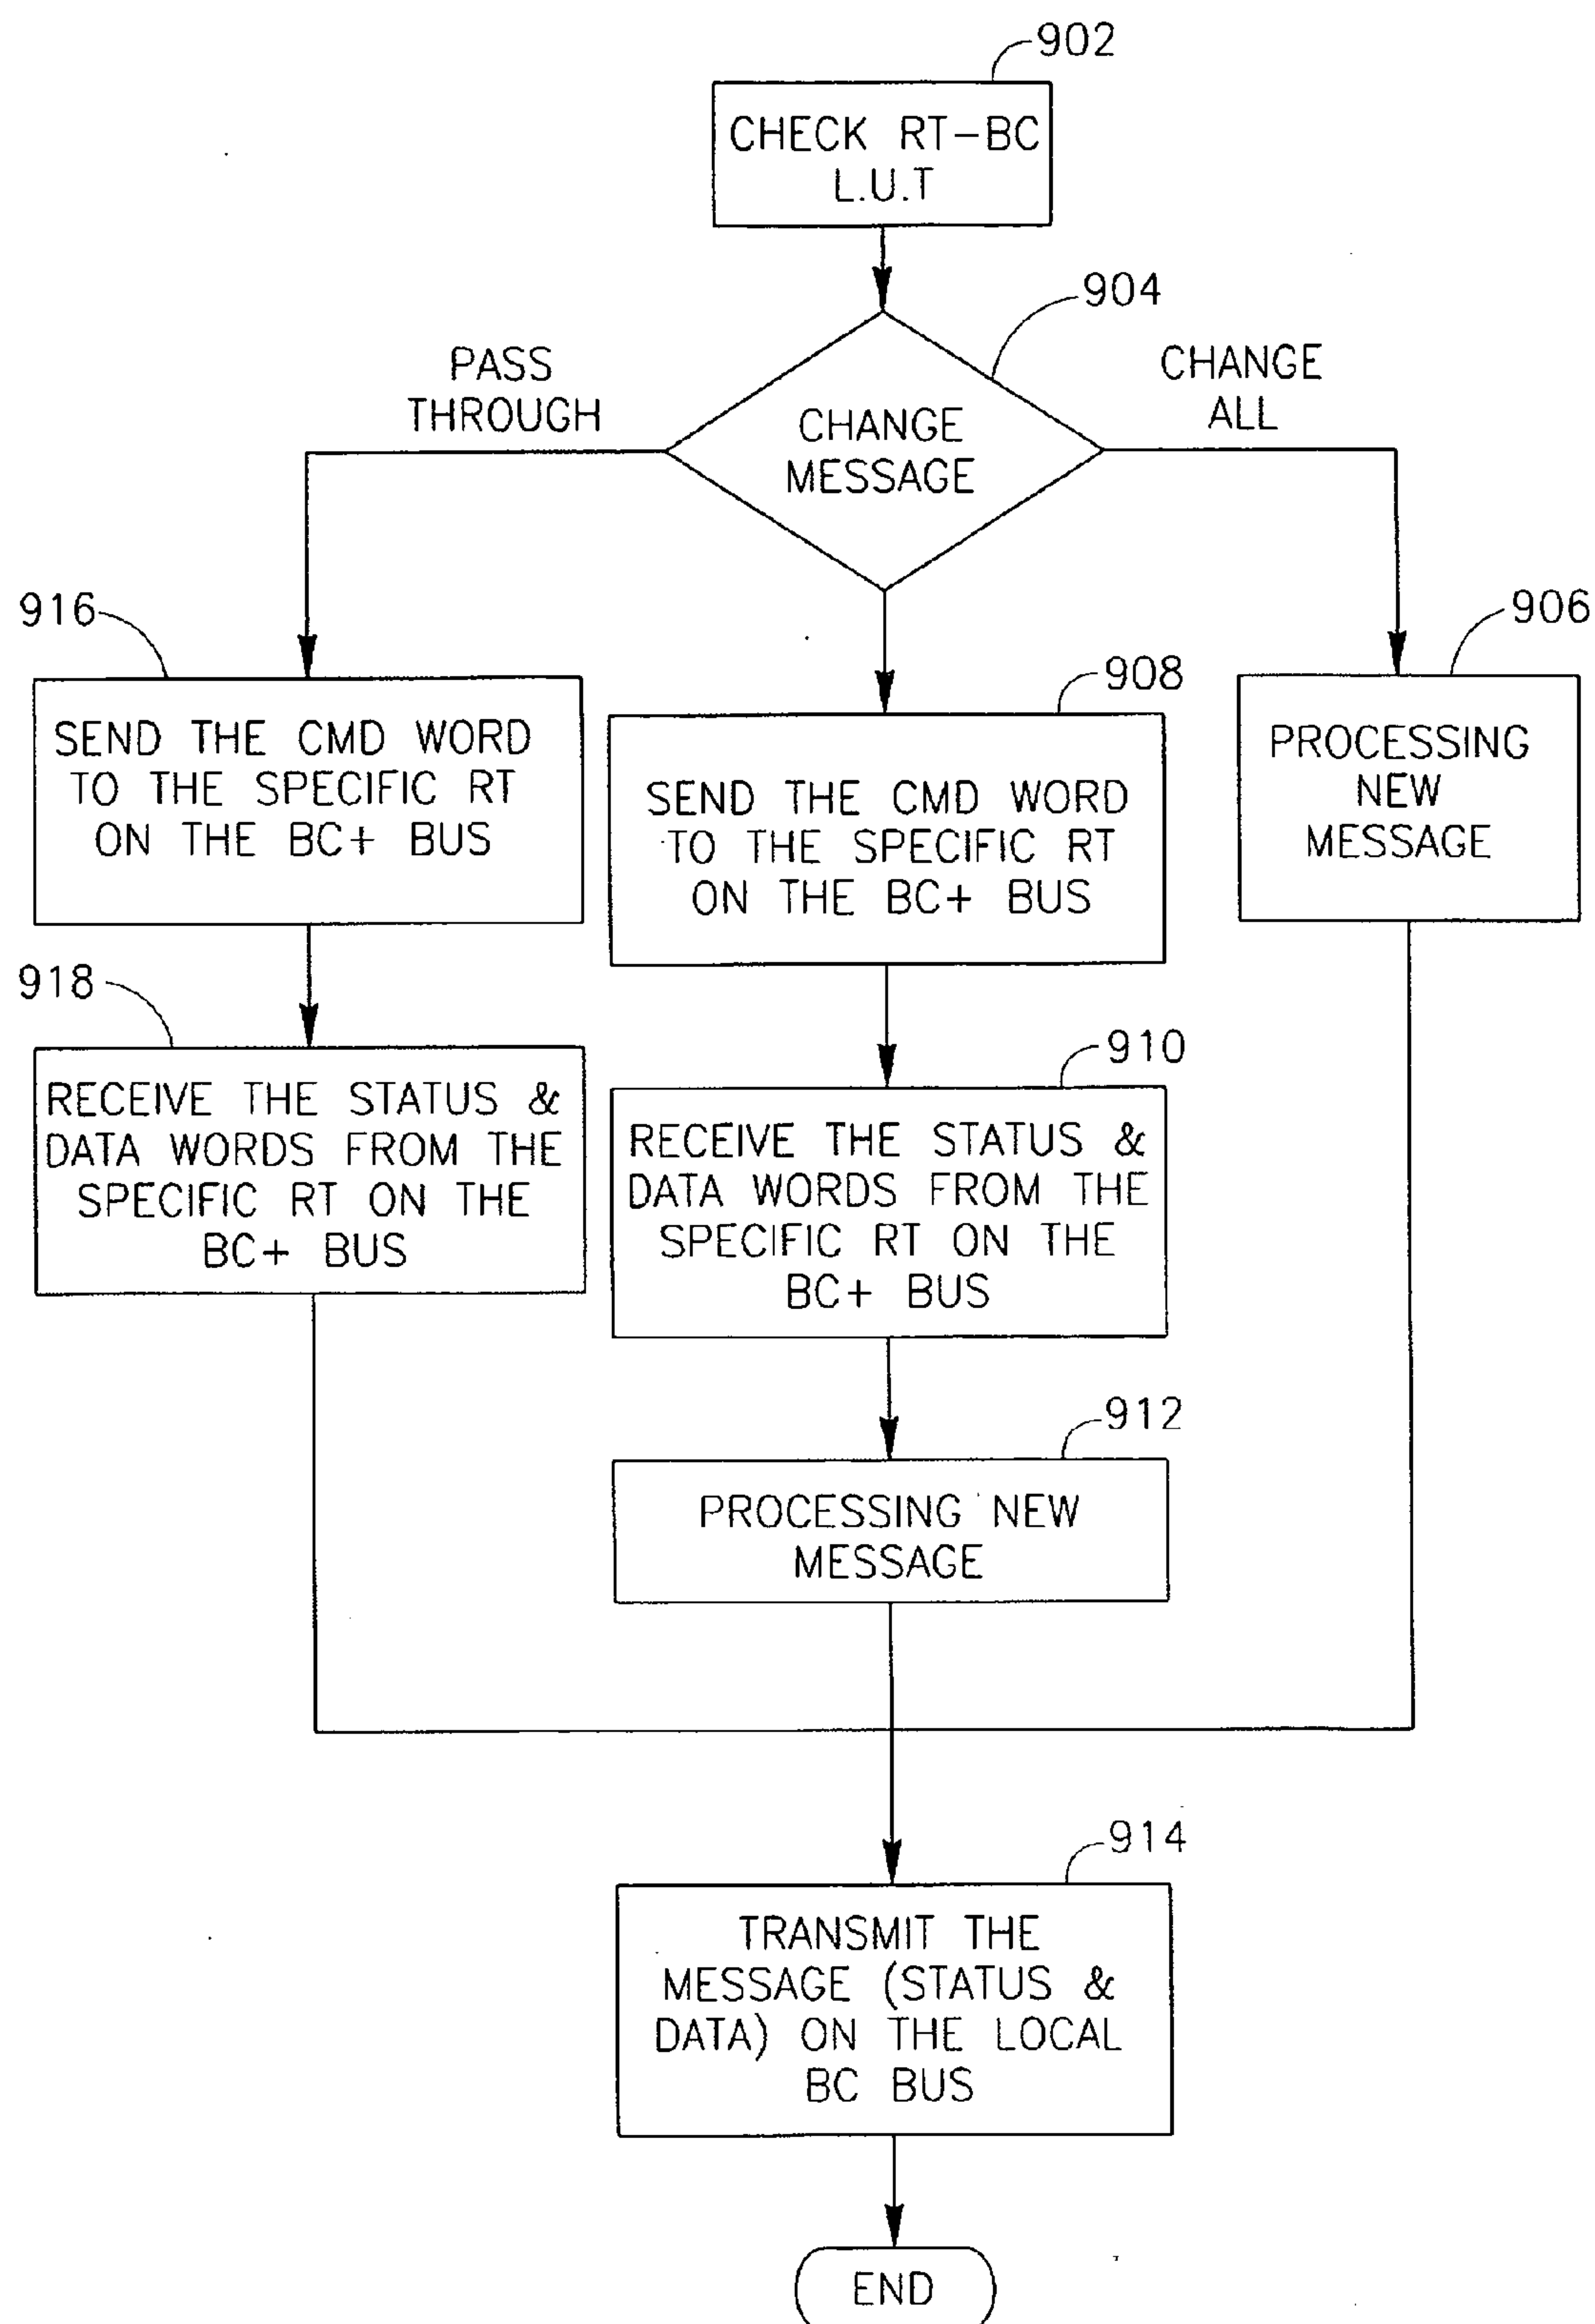 902
CHECK RT-BC
L.U.T
904
PASS
THROUGH
CHANGE
MESSAGE
CHANGE
ALL
916
SEND THE CMD WORD
TO THE SPECIFIC RT
ON THE BC+ BUS
908
SEND THE CMD WORD
TO THE SPECIFIC RT
ON THE BC+ BUS
906
PROCESSING
NEW
MESSAGE
918
RECEIVE THE STATUS &
DATA WORDS FROM THE
SPECIFIC RT ON THE
BC+ BUS
910
RECEIVE THE STATUS &
DATA WORDS FROM THE
SPECIFIC RT ON THE
BC+ BUS
912
PROCESSING NEW
MESSAGE
914
TRANSMIT THE
MESSAGE (STATUS &
DATA) ON THE LOCAL
BC BUS
END